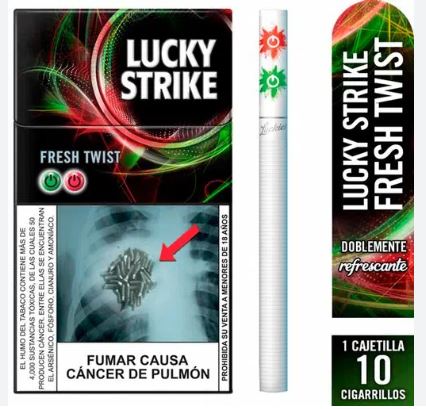 LUCKY
STRIKE
FRESH TWIST
EL HUMO DEL TABACO CONTIENE MÁS DE
4,000 SUSTANCIAS TÓXICAS, DE LAS CUALES 50
PRODUCEN CÁNCER. ENTRE ELLAS SE ENCUENTRAN
EL ARSÉNICO, FÓSFORO, CIANURO Y AMONÍACO.
FUMAR CAUSA
CÁNCER DE PULMÓN
PROHIBIDA SU VENTA A MENORES DE 18 AÑOS
Luckies
LUCKY STRIKE
FRESH TWIST
DOBLEMENTE
refrescante
1 CAJETILLA
10
CIGARRILLOS